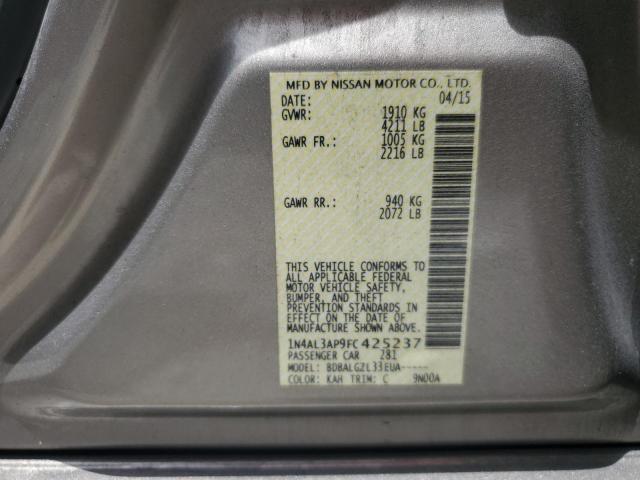 MFD BY NISSAN MOTOR CO., LTD.
DATE: 04/15
GVWR: 1910 KG
4211 LB
GAWR FR.: 1005 KG
2216 LB
GAWR RR.: 940 KG
2072 LB
THIS VEHICLE CONFORMS TO
ALL APPLICABLE FEDERAL
MOTOR VEHICLE SAFETY,
BUMPER, AND THEFT
PREVENTION STANDARDS IN
EFFECT ON THE DATE OF
MANUFACTURE SHOWN ABOVE.
1N4AL3AP9FC425237
PASSENGER CAR 281
MODEL: BDBALGZL33EUA-----
COLOR: KAH TRIM: C 9N00A